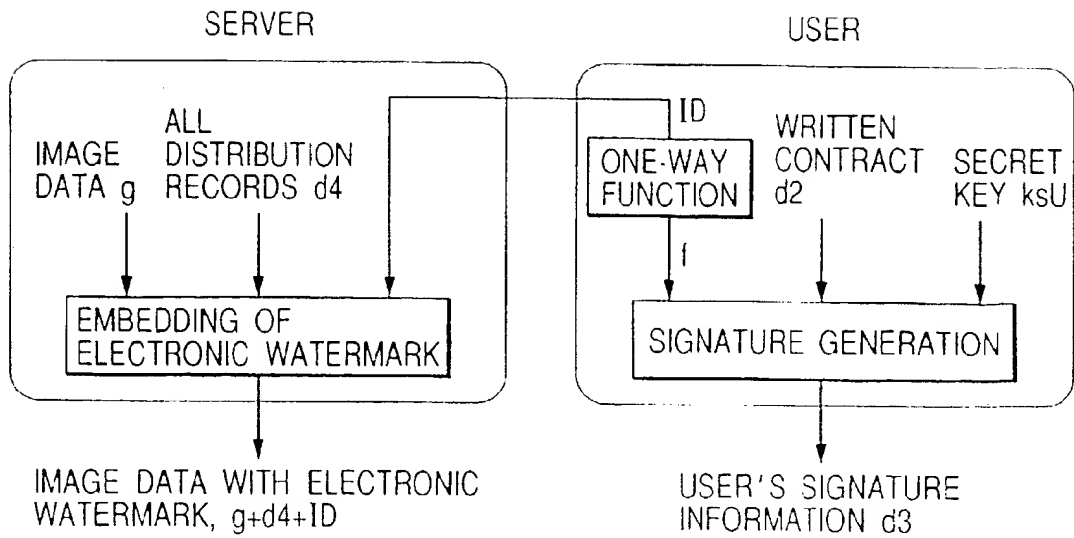 SERVER
USER
IMAGE
DATA g
ALL
DISTRIBUTION
RECORDS d4
ID
ONE-WAY
FUNCTION
f
WRITTEN
CONTRACT
d2
SECRET
KEY ksU
EMBEDDING OF
ELECTRONIC WATERMARK
SIGNATURE GENERATION
IMAGE DATA WITH ELECTRONIC
WATERMARK, g+d4+ID
USER'S SIGNATURE
INFORMATION d3